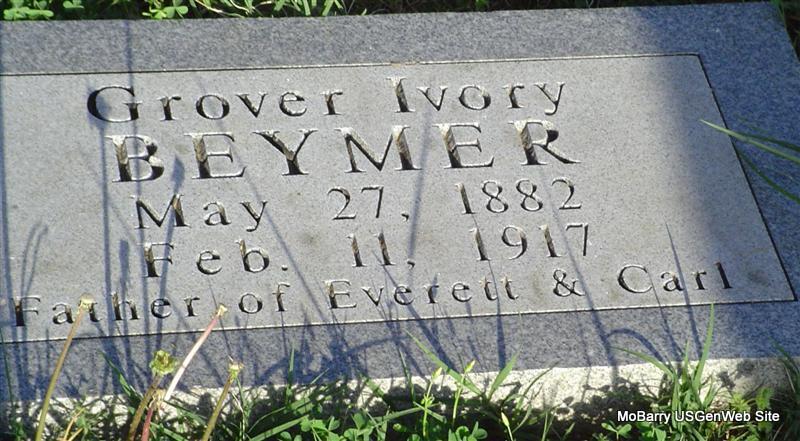 Grover Ivory
BEYMER
May 27, 1882
Feb. 11, 1917
Father of Everett & Carl
MoBarry USGenWeb Site